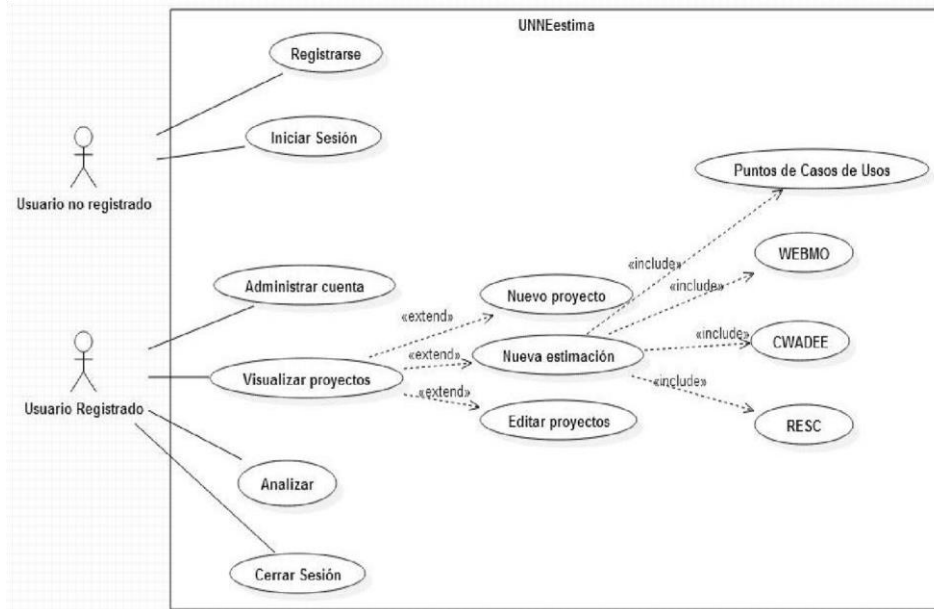 UNNEestima
Registrarse
Iniciar Sesión
Usuario no registrado
Puntos de Casos de Usos
«include»
WEBMO
«include»
Administrar cuenta
Nuevo proyecto
«extend»
«include»
CWADEE
Nueva estimación
«extend»
Visualizar proyectos
«include»
«extend»
Usuario Registrado
Editar proyectos
RESC
Analizar
Cerrar Sesión